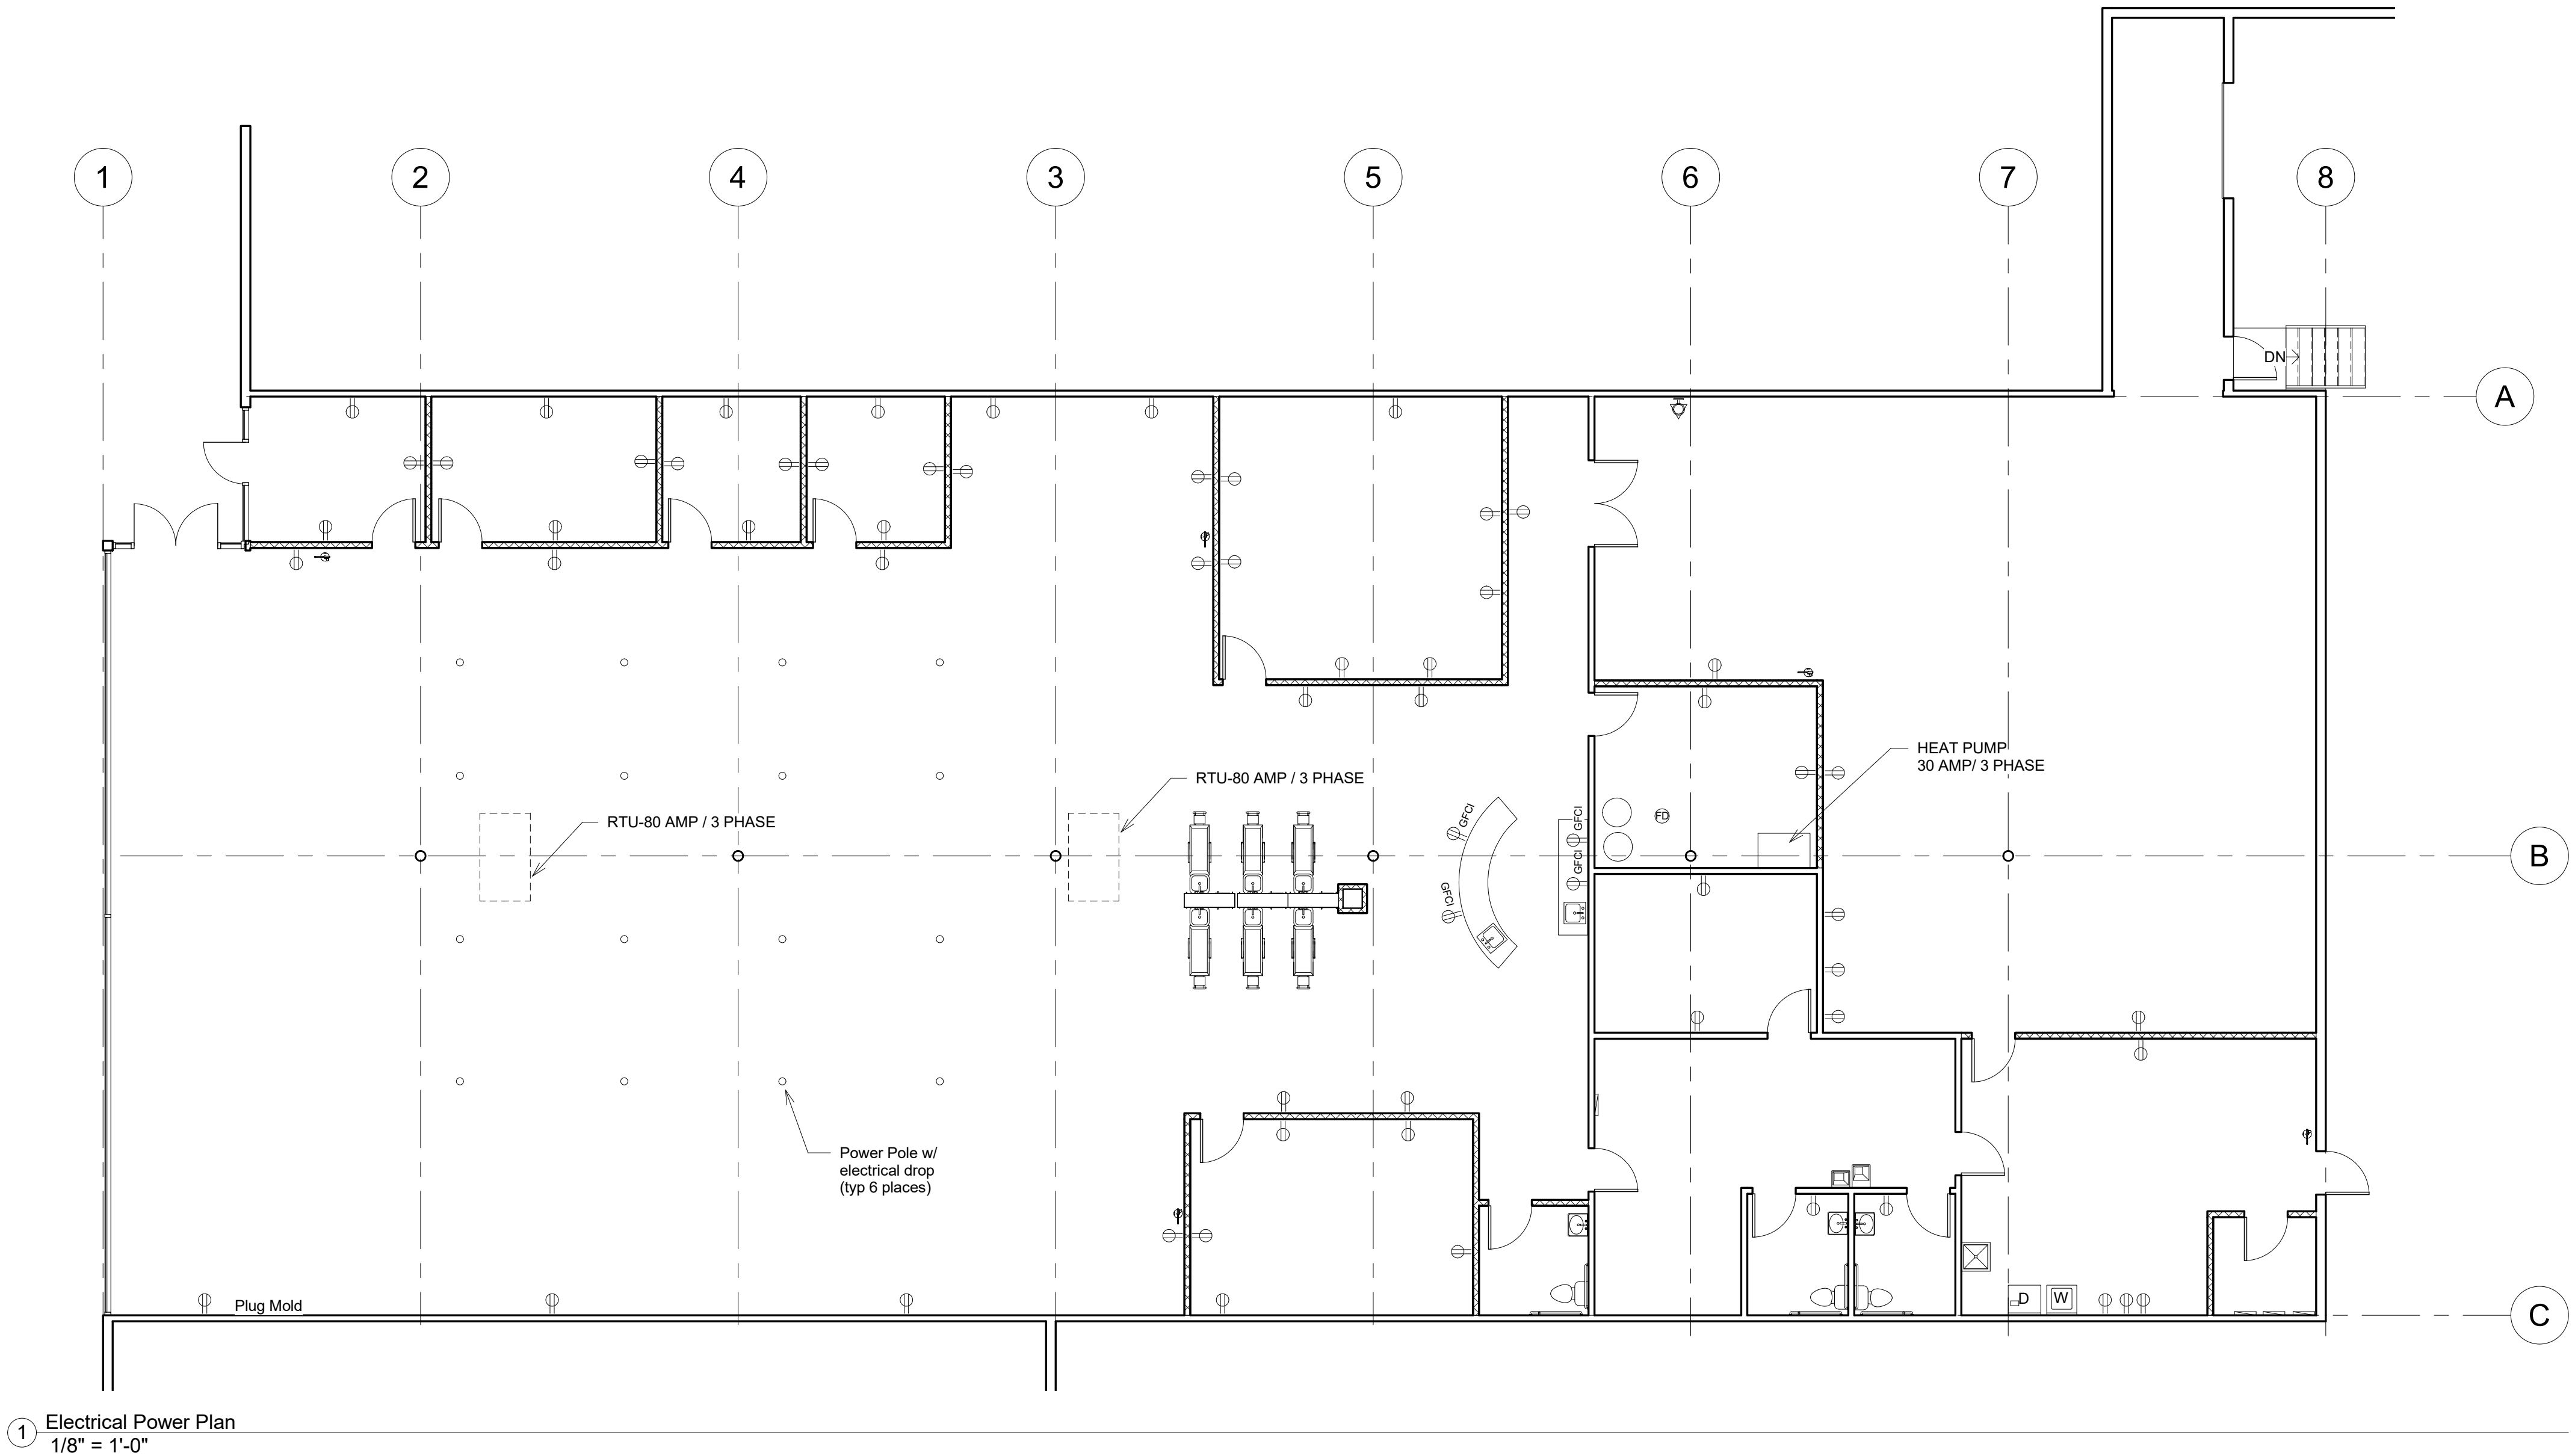 1
2
4
3
5
6
7
8
DN
A
RTU-80 AMP / 3 PHASE
RTU-80 AMP / 3 PHASE
HEAT PUMP
30 AMP/ 3 PHASE
GFCI
GFCI
GFCI
GFCI
FD
B
Power Pole w/
electrical drop
(typ 6 places)
Plug Mold
D
W
C
1
Electrical Power Plan
1/8" = 1'-0"